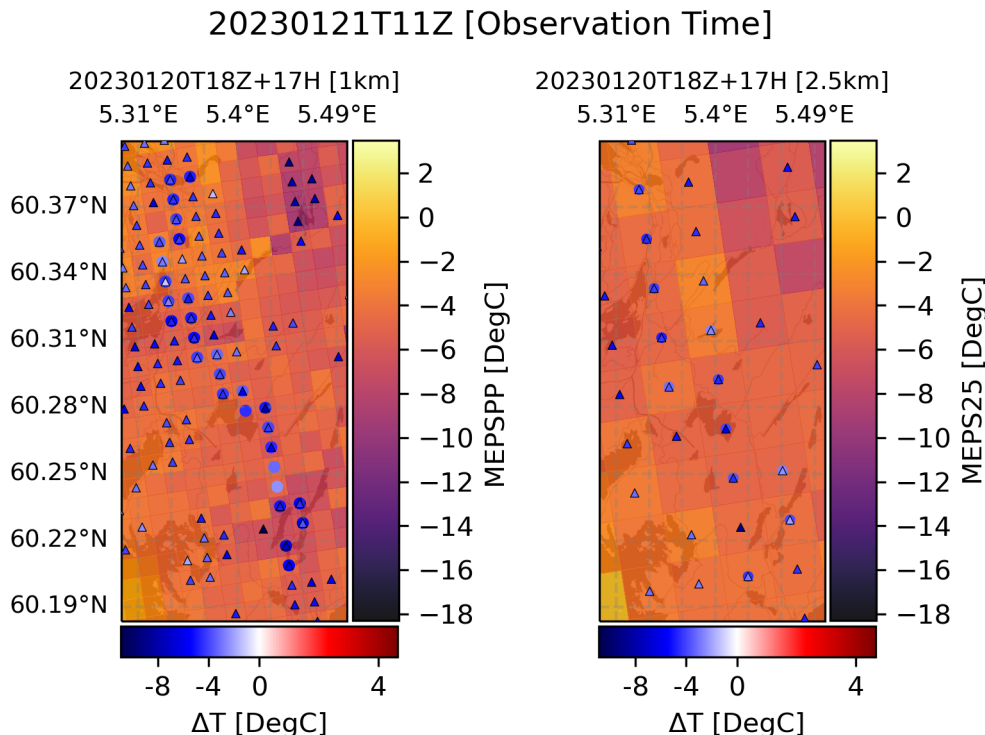 20230121T11Z [Observation Time]
20230120T18Z+17H [1km]
20230120T18Z+17H [2.5km]
5.31°E 5.4°E 5.49°E
5.31°E 5.4°E 5.49°E
60.37°N
60.34°N
60.31°N
60.28°N
60.25°N
60.22°N
60.19°N
2
0
−2
−4
−6
−8
−10
−12
−14
−16
−18
MEPSPP [DegC]
2
0
−2
−4
−6
−8
−10
−12
−14
−16
−18
MEPS25 [DegC]
-8 -4 0 4
ΔT [DegC]
-8 -4 0 4
ΔT [DegC]